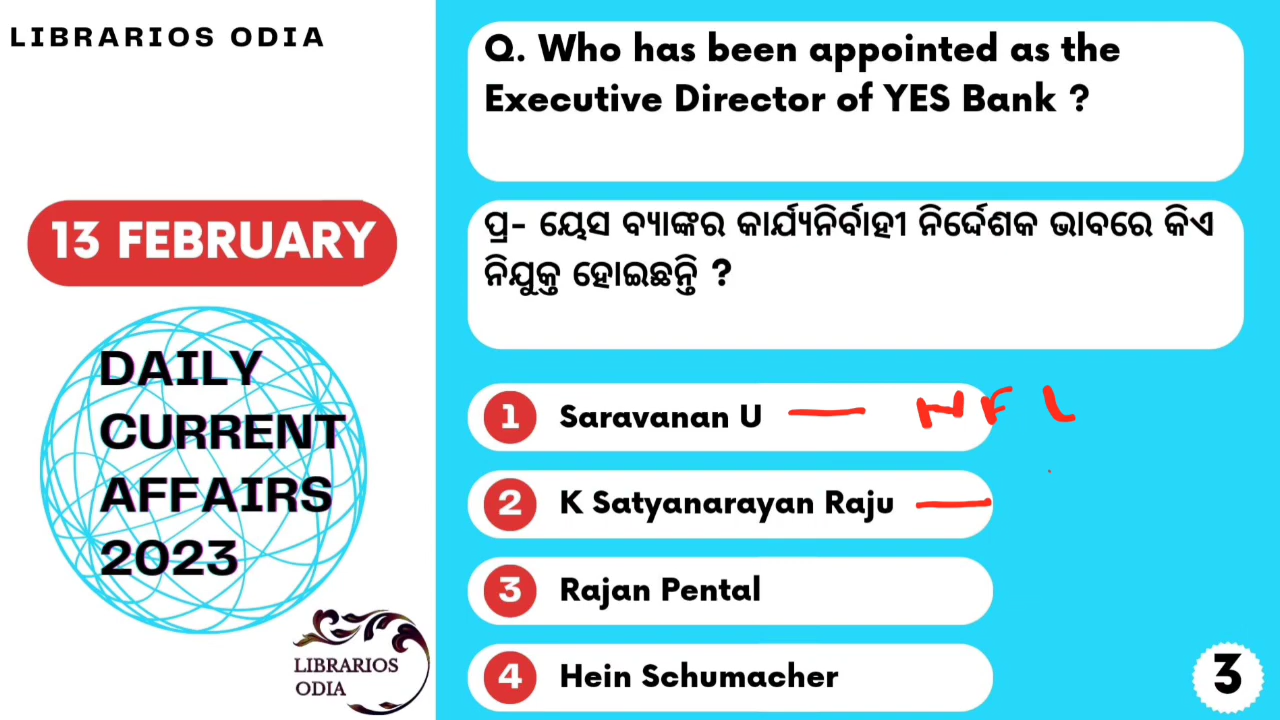 LIBRARIOS ODIA
Q. Who has been appointed as the
Executive Director of YES Bank ?
ପ୍ର- ୟେସ ବ୍ୟାଙ୍କର କାର୍ଯ୍ୟନିର୍ବାହୀ ନିର୍ଦ୍ଦେଶକ ଭାବରେ କିଏ
ନିଯୁକ୍ତ ହୋଇଛନ୍ତି ?
13 FEBRUARY
DAILY
CURRENT
AFFAIRS
2023
LIBRARIOS
ODIA
1 Saravanan U — NFL
2 K Satyanarayan Raju —
3 Rajan Pental
4 Hein Schumacher
3